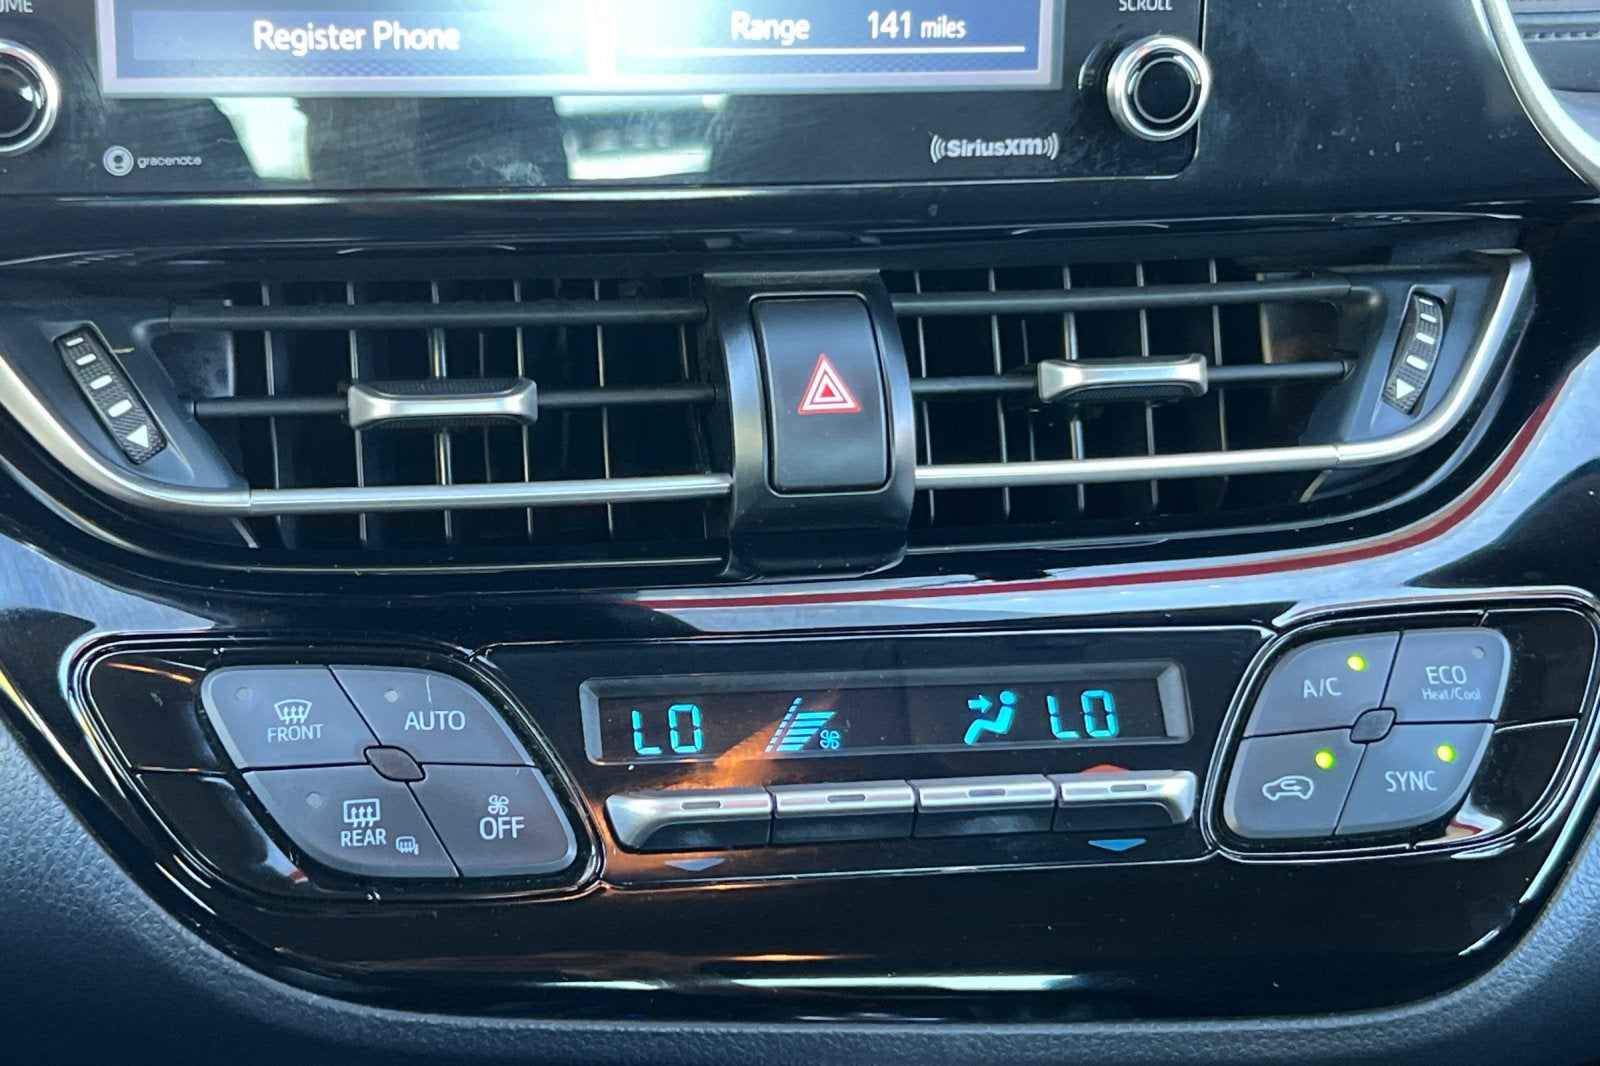 SCROLL
Register Phone
Range 141 miles
gracenote
SiriusXM
LO LO
FRONT
AUTO
REAR
OFF
A/C
ECO
Heat/Cool
SYNC